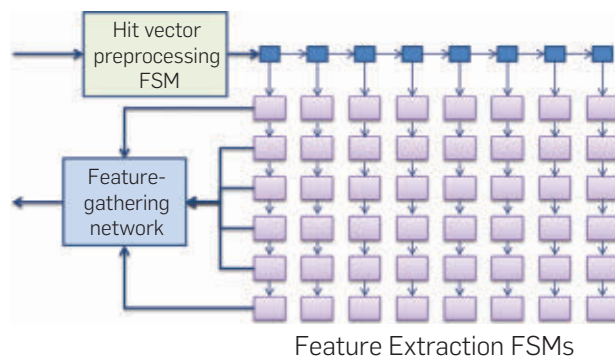 Hit vector
preprocessing
FSM
Feature-
gathering
network
Feature Extraction FSMs